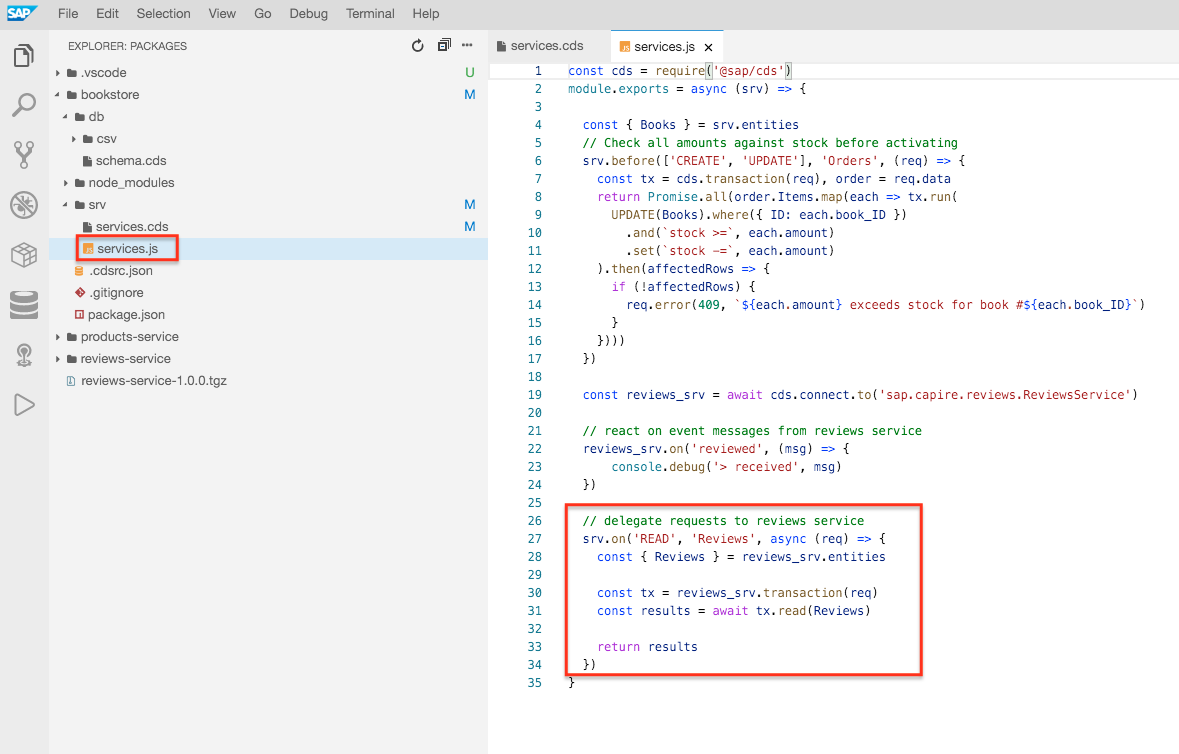 SAP File Edit Selection View Go Debug Terminal Help
EXPLORER: PACKAGES
.vscode U
bookstore M
db
csv
schema.cds
node_modules
srv M
services.cds M
JS services.js
.cdsrc.json
.gitignore
package.json
products-service
reviews-service
reviews-service-1.0.0.tgz
services.cds JS services.js ×
1 const cds = require('@sap/cds')
2 module.exports = async (srv) => {
3
4 const { Books } = srv.entities
5 // Check all amounts against stock before activating
6 srv.before(['CREATE', 'UPDATE'], 'Orders', (req) => {
7 const tx = cds.transaction(req), order = req.data
8 return Promise.all(order.Items.map(each => tx.run(
9 UPDATE(Books).where({ ID: each.book_ID })
10 .and(`stock >=`, each.amount)
11 .set(`stock -=`, each.amount)
12 ).then(affectedRows => {
13 if (!affectedRows) {
14 req.error(409, `${each.amount} exceeds stock for book #${each.book_ID}`)
15 }
16 })))
17 })
18
19 const reviews_srv = await cds.connect.to('sap.capire.reviews.ReviewsService')
20
21 // react on event messages from reviews service
22 reviews_srv.on('reviewed', (msg) => {
23 console.debug('> received', msg)
24 })
25
26 // delegate requests to reviews service
27 srv.on('READ', 'Reviews', async (req) => {
28 const { Reviews } = reviews_srv.entities
29
30 const tx = reviews_srv.transaction(req)
31 const results = await tx.read(Reviews)
32
33 return results
34 })
35 }